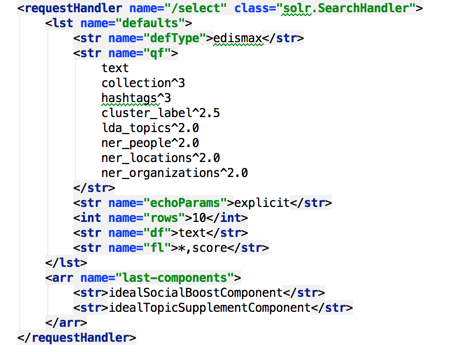 <requestHandler name="/select" class="solr.SearchHandler">
<lst name="defaults">
<str name="defType">edismax</str>
<str name="qf">
text
collection^3
hashtags^3
cluster_label^2.5
lda_topics^2.0
ner_people^2.0
ner_locations^2.0
ner_organizations^2.0
</str>
<str name="echoParams">explicit</str>
<int name="rows">10</int>
<str name="df">text</str>
<str name="fl">*,score</str>
</lst>
<arr name="last-components">
<str>idealSocialBoostComponent</str>
<str>idealTopicSupplementComponent</str>
</arr>
</requestHandler>